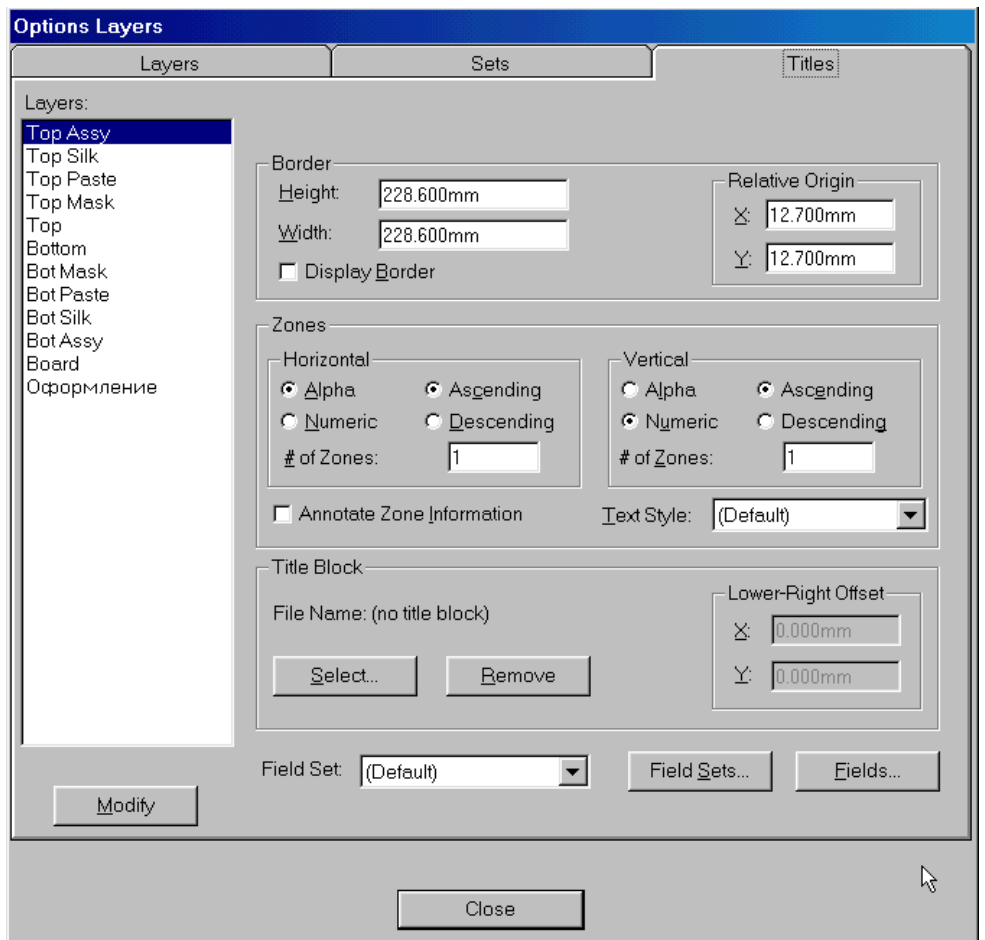 Options Layers
Layers Sets Titles
Layers:
Top Assy
Top Silk
Top Paste
Top Mask
Top
Bottom
Bot Mask
Bot Paste
Bot Silk
Bot Assy
Board
Оформление
Modify
Border
Height: 228.600mm
Width: 228.600mm
Display Border
Relative Origin
X: 12.700mm
Y: 12.700mm
Zones
Horizontal
Alpha Ascending
Numeric Descending
# of Zones: 1
Vertical
Alpha Ascending
Numeric Descending
# of Zones: 1
Annotate Zone Information
Text Style: (Default)
Title Block
File Name: (no title block)
Select... Remove
Lower-Right Offset
X: 0.000mm
Y: 0.000mm
Field Set: (Default)
Field Sets... Fields...
Close